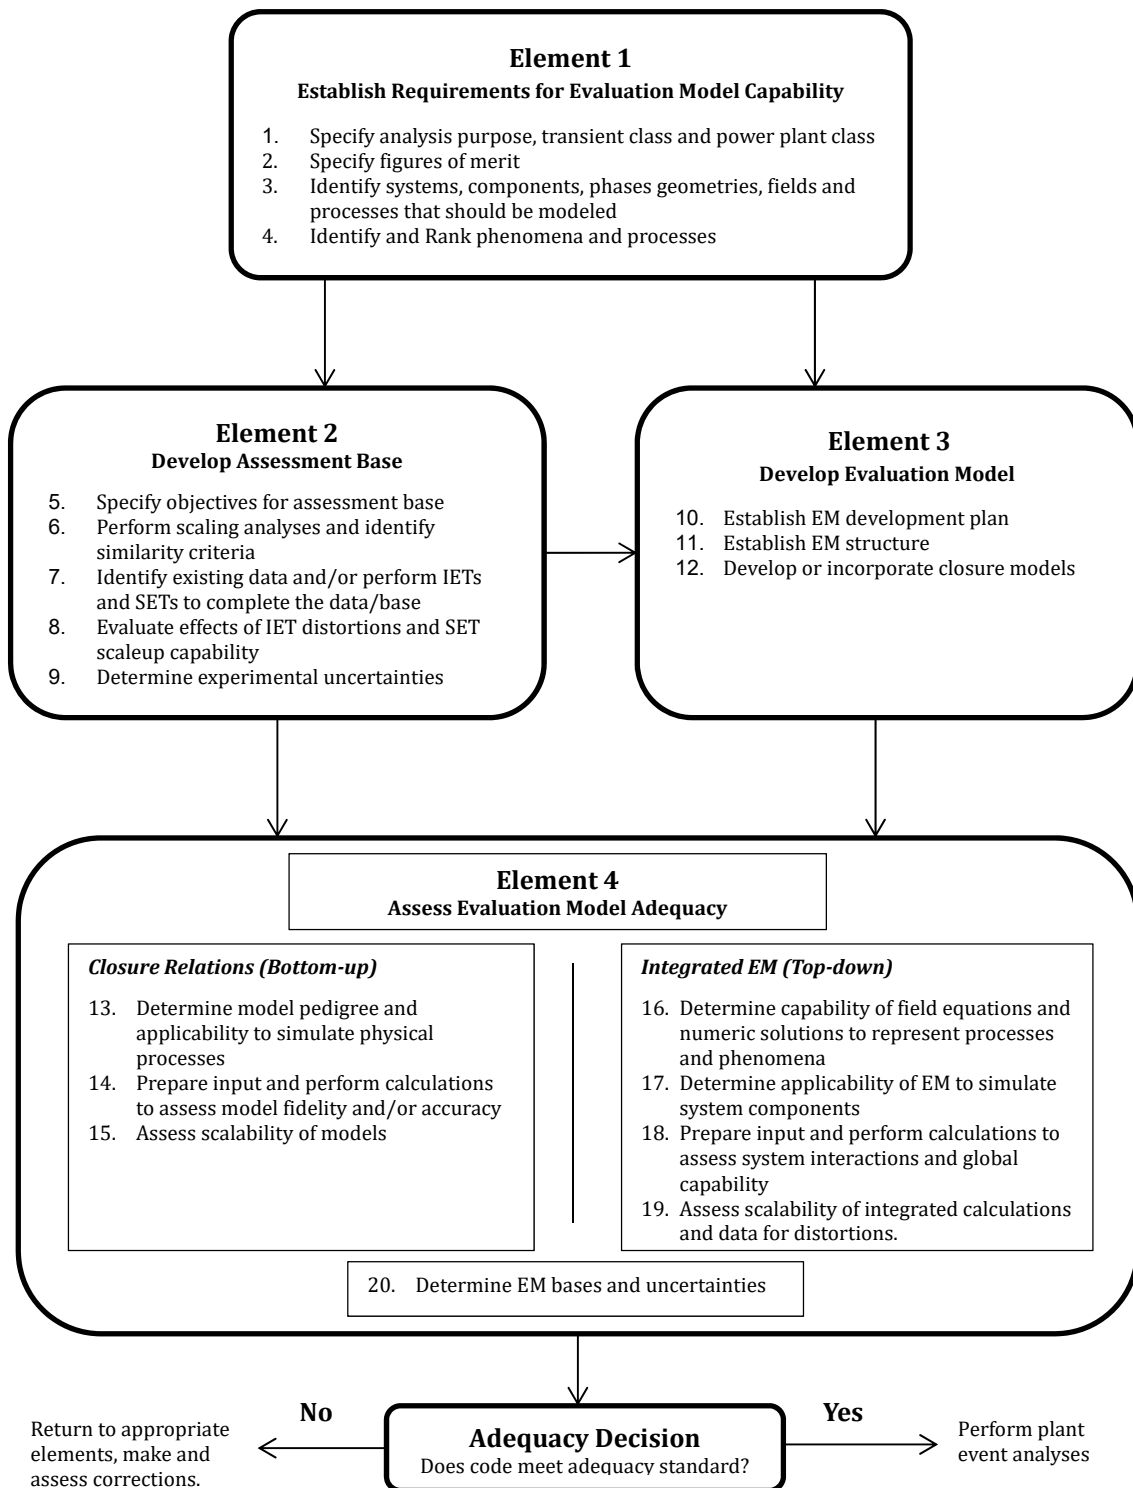 Element 1
Establish Requirements for Evaluation Model Capability
1. Specify analysis purpose, transient class and power plant class
2. Specify figures of merit
3. Identify systems, components, phases geometries, fields and
processes that should be modeled
4. Identify and Rank phenomena and processes
Element 2
Develop Assessment Base
5. Specify objectives for assessment base
6. Perform scaling analyses and identify
similarity criteria
7. Identify existing data and/or perform IETs
and SETs to complete the data/base
8. Evaluate effects of IET distortions and SET
scaleup capability
9. Determine experimental uncertainties
Element 3
Develop Evaluation Model
10. Establish EM development plan
11. Establish EM structure
12. Develop or incorporate closure models
Element 4
Assess Evaluation Model Adequacy
Closure Relations (Bottom-up)
13. Determine model pedigree and
applicability to simulate physical
processes
14. Prepare input and perform calculations
to assess model fidelity and/or accuracy
15. Assess scalability of models
Integrated EM (Top-down)
16. Determine capability of field equations and
numeric solutions to represent processes
and phenomena
17. Determine applicability of EM to simulate
system components
18. Prepare input and perform calculations to
assess system interactions and global
capability
19. Assess scalability of integrated calculations
and data for distortions.
20. Determine EM bases and uncertainties
No
Return to appropriate
elements, make and
assess corrections.
Adequacy Decision
Does code meet adequacy standard?
Yes
Perform plant
event analyses